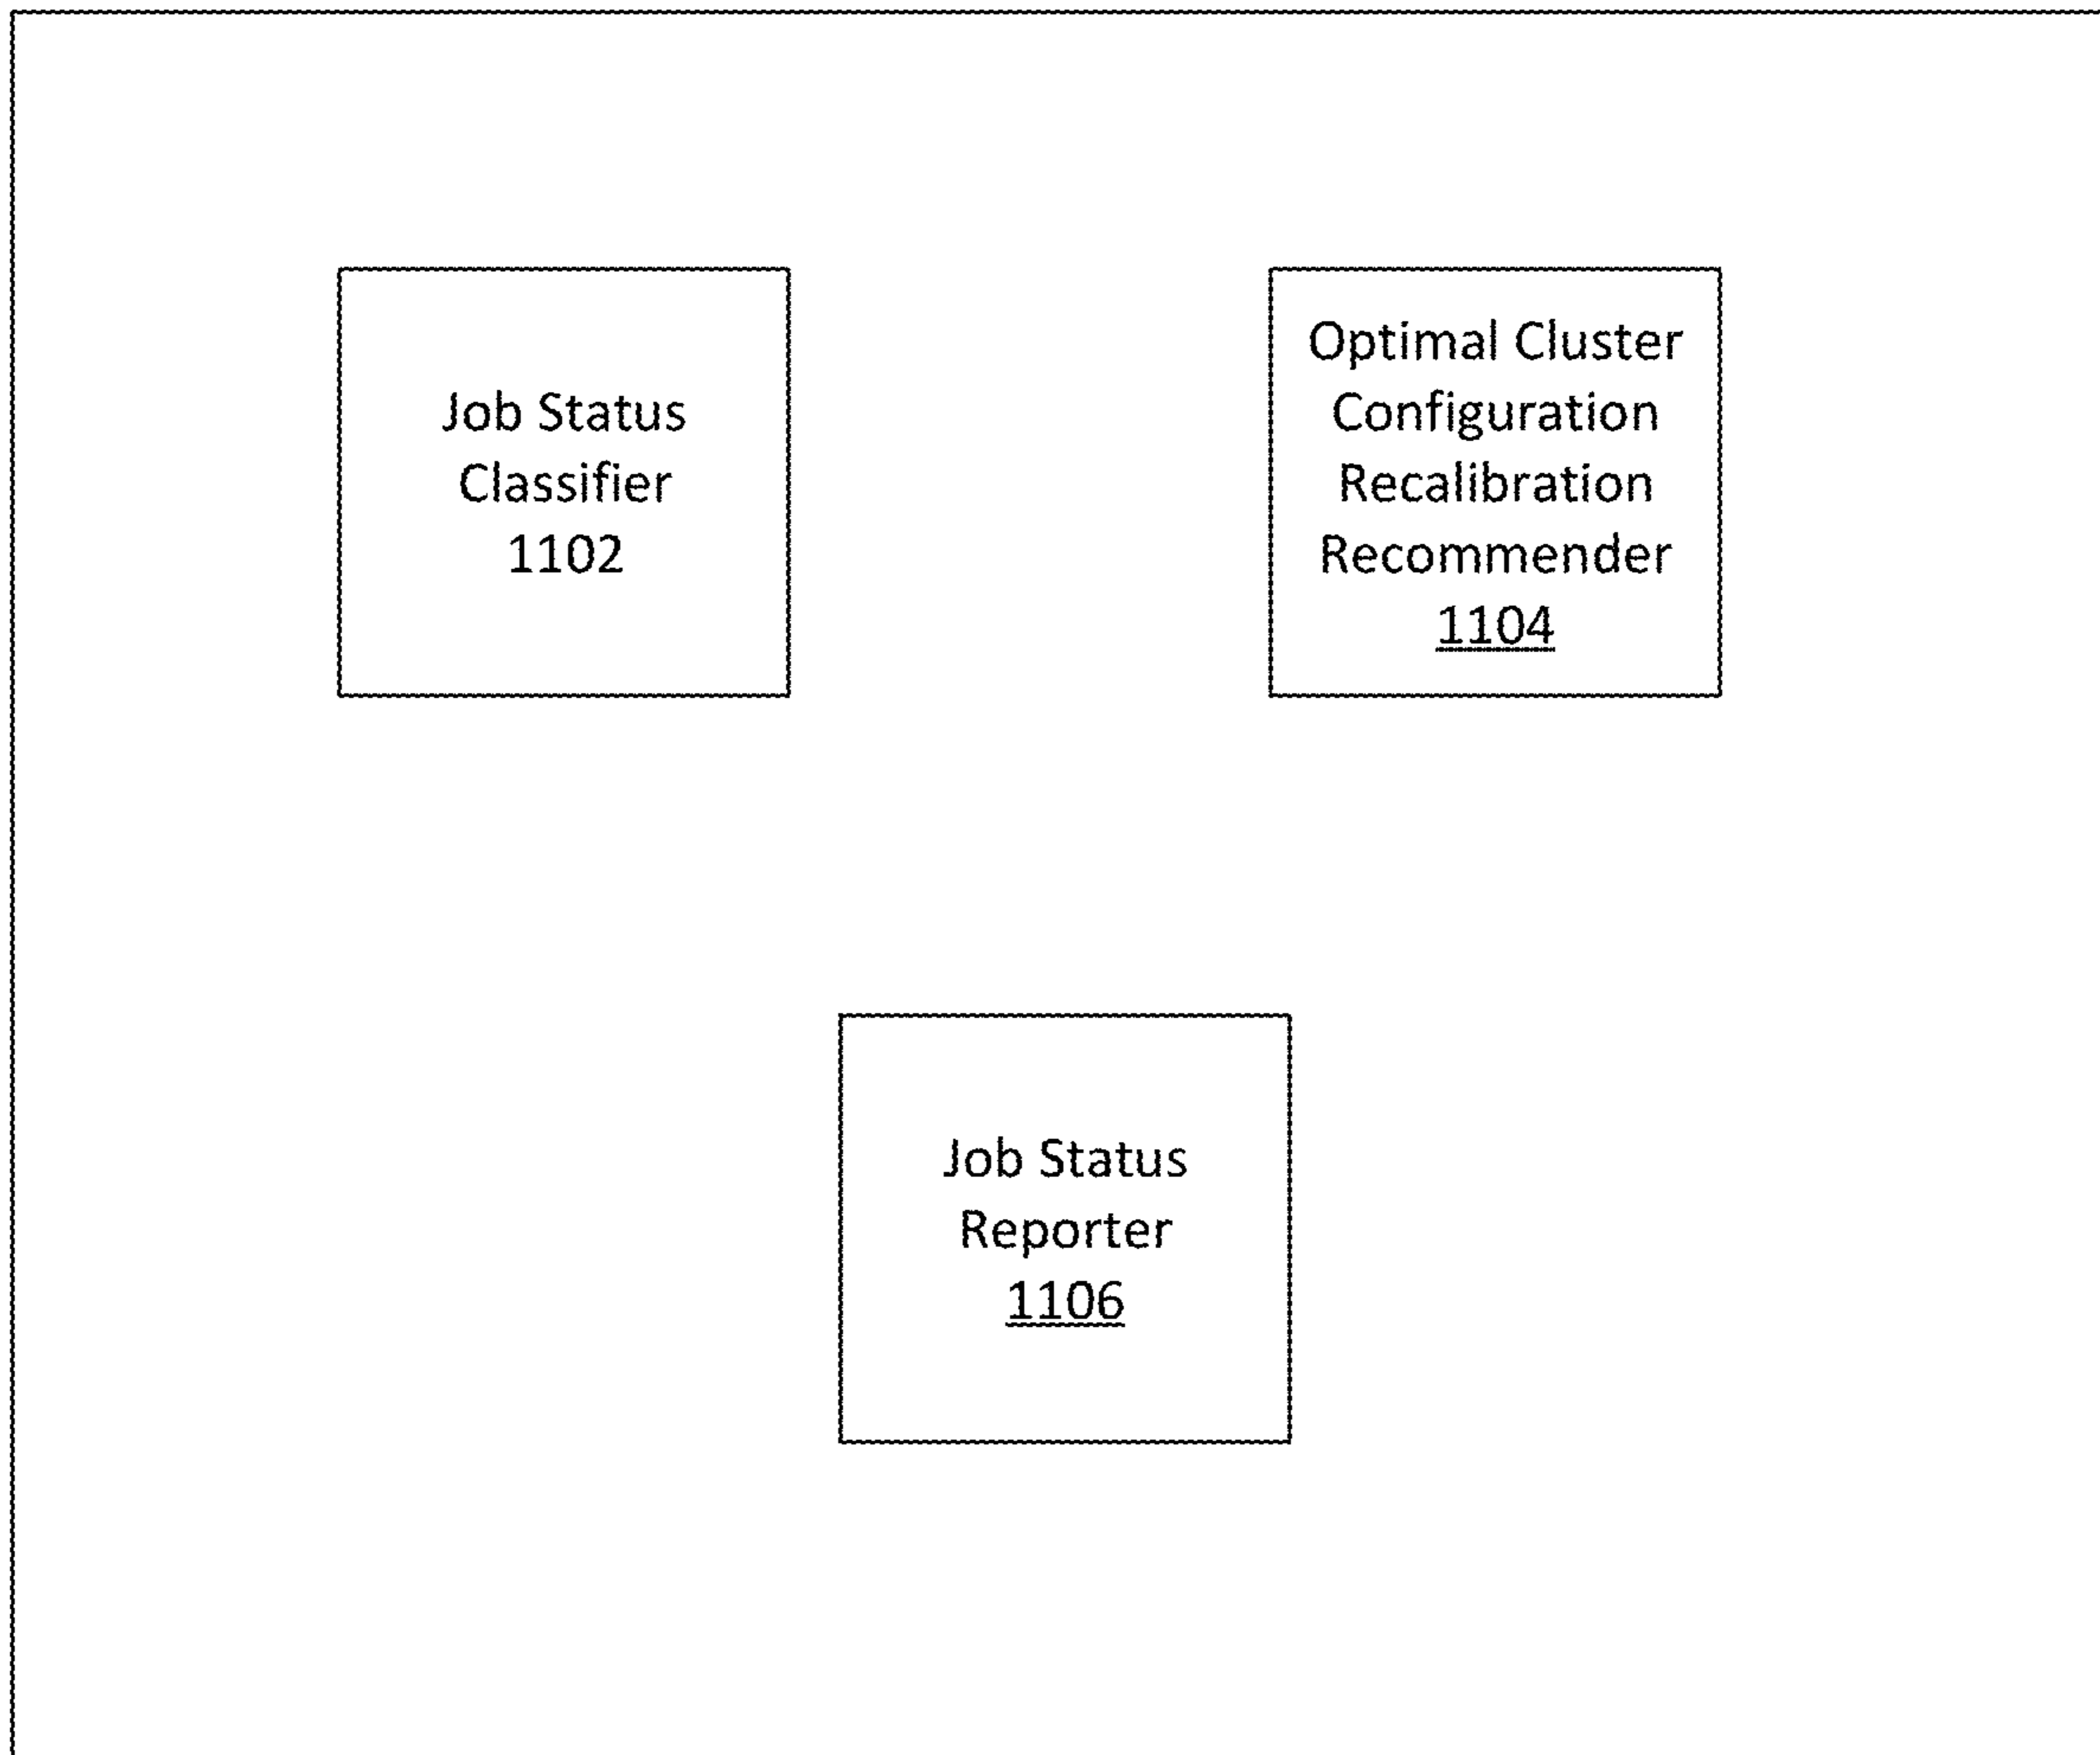 Job Status
Classifier
1102
Optimal Cluster
Configuration
Recalibration
Recommender
1104
Job Status
Reporter
1106